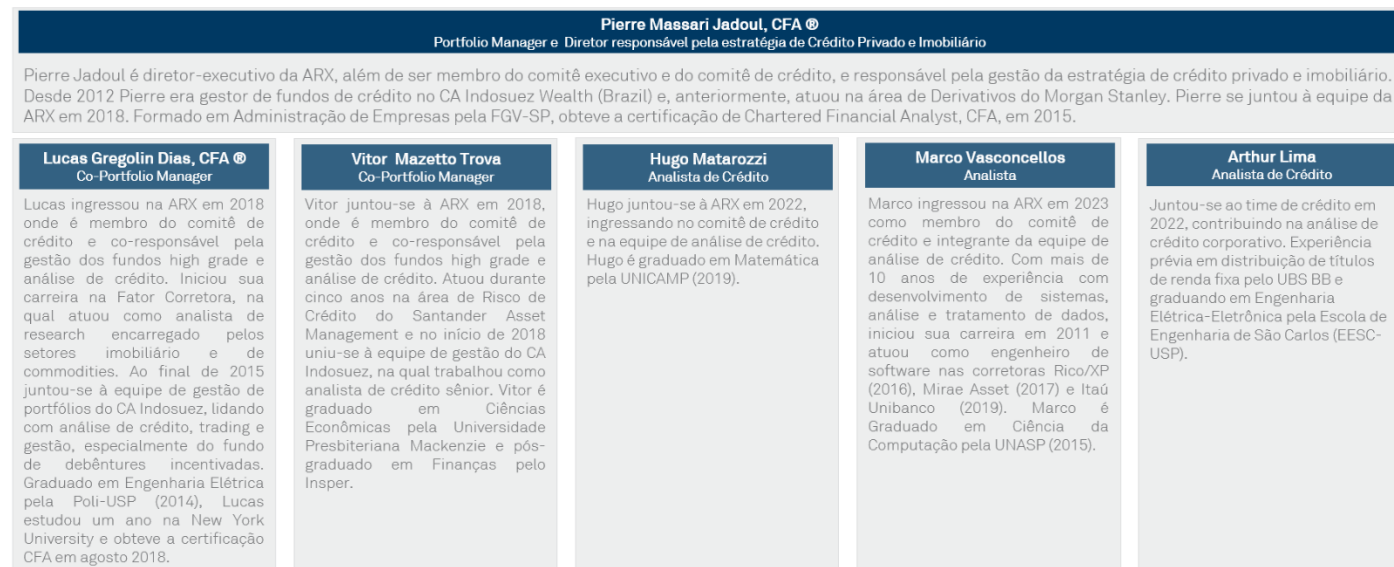 Pierre Massari Jadoul, CFA ®
Portfolio Manager e Diretor responsável pela estratégia de Crédito Privado e Imobiliário
Pierre Jadoul é diretor-executivo da ARX, além de ser membro do comitê executivo e do comitê de crédito, e responsável pela gestão da estratégia de crédito privado e imobiliário.
Desde 2012 Pierre era gestor de fundos de crédito no CA Indosuez Wealth (Brazil) e, anteriormente, atuou na área de Derivativos do Morgan Stanley. Pierre se juntou à equipe da
ARX em 2018. Formado em Administração de Empresas pela FGV-SP, obteve a certificação de Chartered Financial Analyst, CFA, em 2015.
Lucas Gregolin Dias, CFA ®
Co-Portfolio Manager
Lucas ingressou na ARX em 2018
onde é membro do comitê de
crédito e co-responsável pela
gestão dos fundos high grade e
análise de crédito. Iniciou sua
carreira na Fator Corretora, na
qual atuou como analista de
research encarregado pelos
setores imobiliário e de
commodities. Ao final de 2015
juntou-se à equipe de gestão de
portfólios do CA Indosuez, lidando
com análise de crédito, trading e
gestão, especialmente do fundo
de debêntures incentivadas.
Graduado em Engenharia Elétrica
pela Poli-USP (2014), Lucas
estudou um ano na New York
University e obteve a certificação
CFA em agosto 2018.
Vitor Mazetto Trova
Co-Portfolio Manager
Vitor juntou-se à ARX em 2018,
onde é membro do comitê de
crédito e co-responsável pela
gestão dos fundos high grade e
análise de crédito. Atuou durante
cinco anos na área de Risco de
Crédito do Santander Asset
Management e no início de 2018
uniu-se à equipe de gestão do CA
Indosuez, na qual trabalhou como
analista de crédito sênior. Vitor é
graduado em Ciências
Econômicas pela Universidade
Presbiteriana Mackenzie e pós-
graduado em Finanças pelo
Insper.
Hugo Matarozzi
Analista de Crédito
Hugo juntou-se à ARX em 2022,
ingressando no comitê de crédito
e na equipe de análise de crédito.
Hugo é graduado em Matemática
pela UNICAMP (2019).
Marco Vasconcellos
Analista
Marco ingressou na ARX em 2023
como membro do comitê de
crédito e integrante da equipe de
análise de crédito. Com mais de
10 anos de experiência com
desenvolvimento de sistemas,
análise e tratamento de dados,
iniciou sua carreira em 2011 e
atuou como engenheiro de
software nas corretoras Rico/XP
(2016), Mirae Asset (2017) e Itaú
Unibanco (2019). Marco é
Graduado em Ciência da
Computação pela UNASP (2015).
Arthur Lima
Analista de Crédito
Juntou-se ao time de crédito em
2022, contribuindo na análise de
crédito corporativo. Experiência
prévia em distribuição de títulos
de renda fixa pelo UBS BB e
graduando em Engenharia
Elétrica-Eletrônica pela Escola de
Engenharia de São Carlos (EESC-
USP).